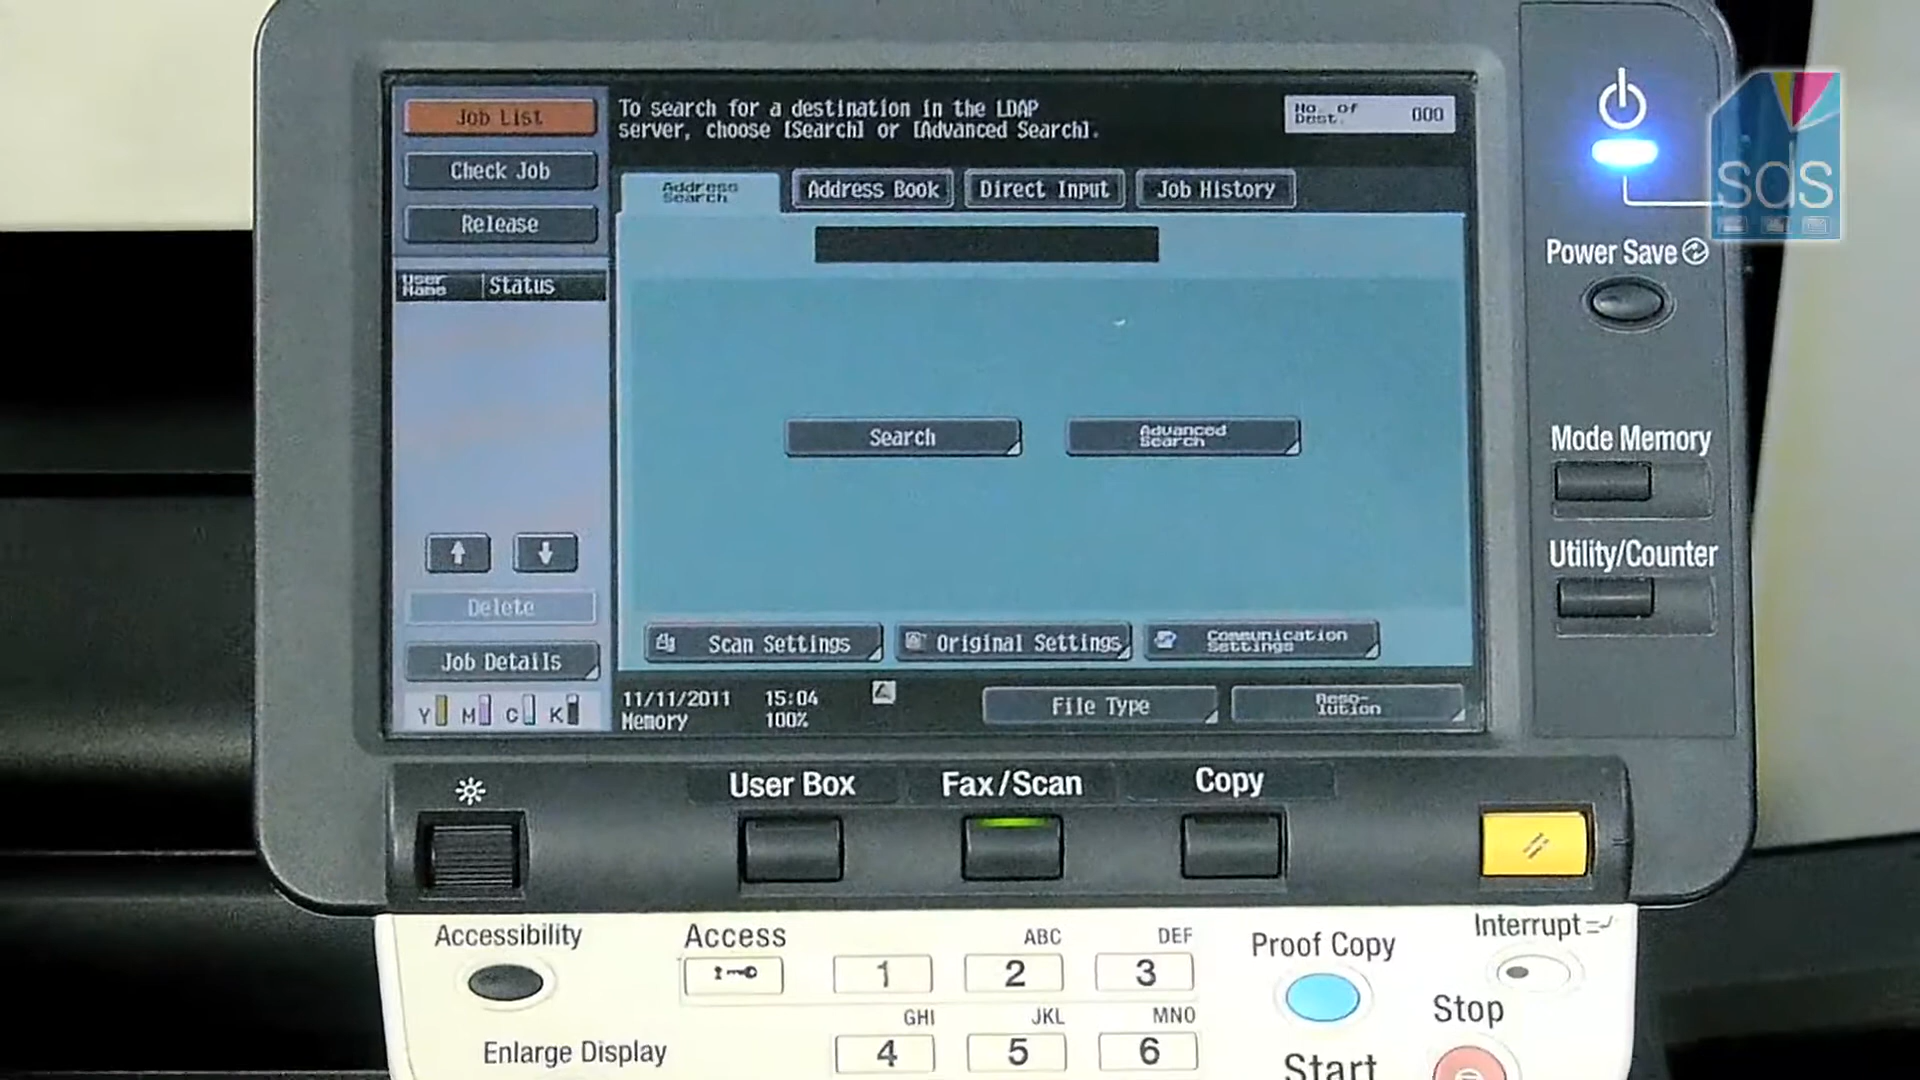 Job List
Check Job
Release
User Name
Status
To search for a destination in the LDAP
server, choose [Search] or [Advanced Search].
No. of Dest.
000
Address Search
Address Book
Direct Input
Job History
Search
Advanced Search
Delete
Job Details
Scan Settings
Original Settings
Communication Settings
Y M C K
11/11/2011 15:04
Memory 100%
File Type
Reso-
lution
sds
Power Save
Mode Memory
Utility/Counter
User Box
Fax/Scan
Copy
Accessibility
Access
ABC
DEF
1
2
3
Proof Copy
Interrupt
GHI
JKL
MNO
Stop
Enlarge Display
4
5
6
Start